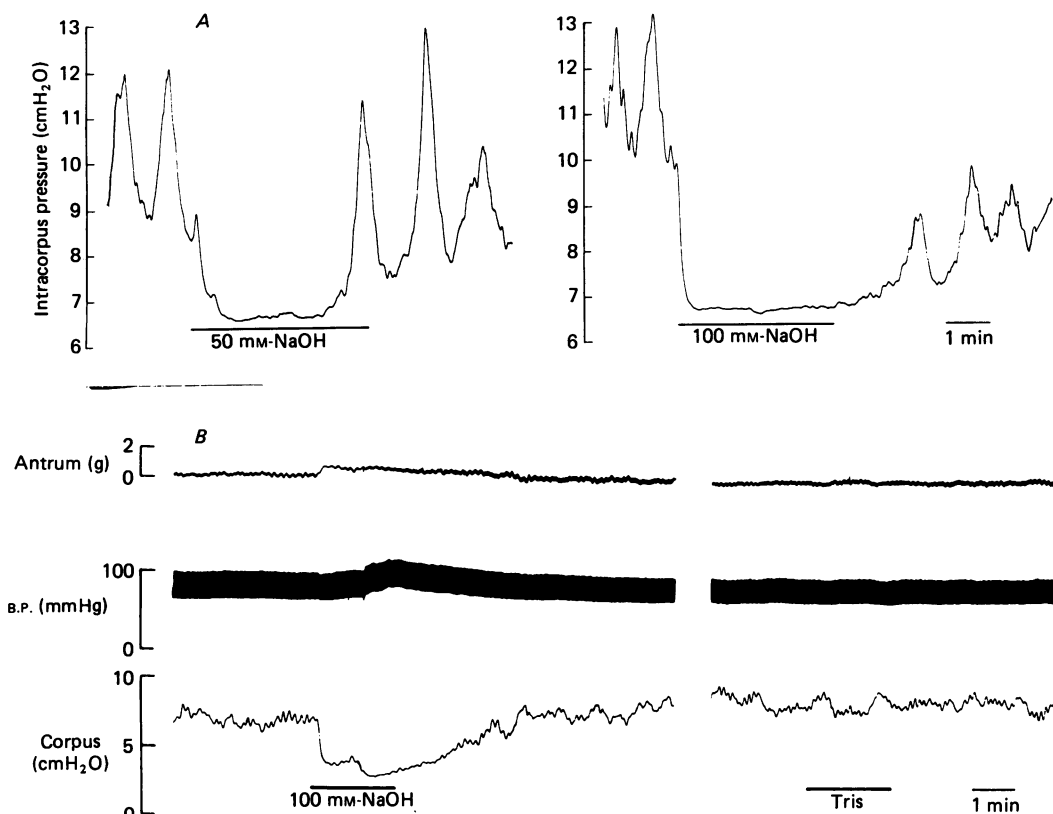 A
13
12
11
10
9
8
7
6
Intracorpus pressure (cmH₂O)
50 mM-NaOH
13
12
11
10
9
8
7
6
100 mM-NaOH
1 min
B
Antrum (g)
2
0
B.P. (mmHg)
100
0
Corpus
(cmH₂O)
10
5
0
100 mM-NaOH
Tris
1 min